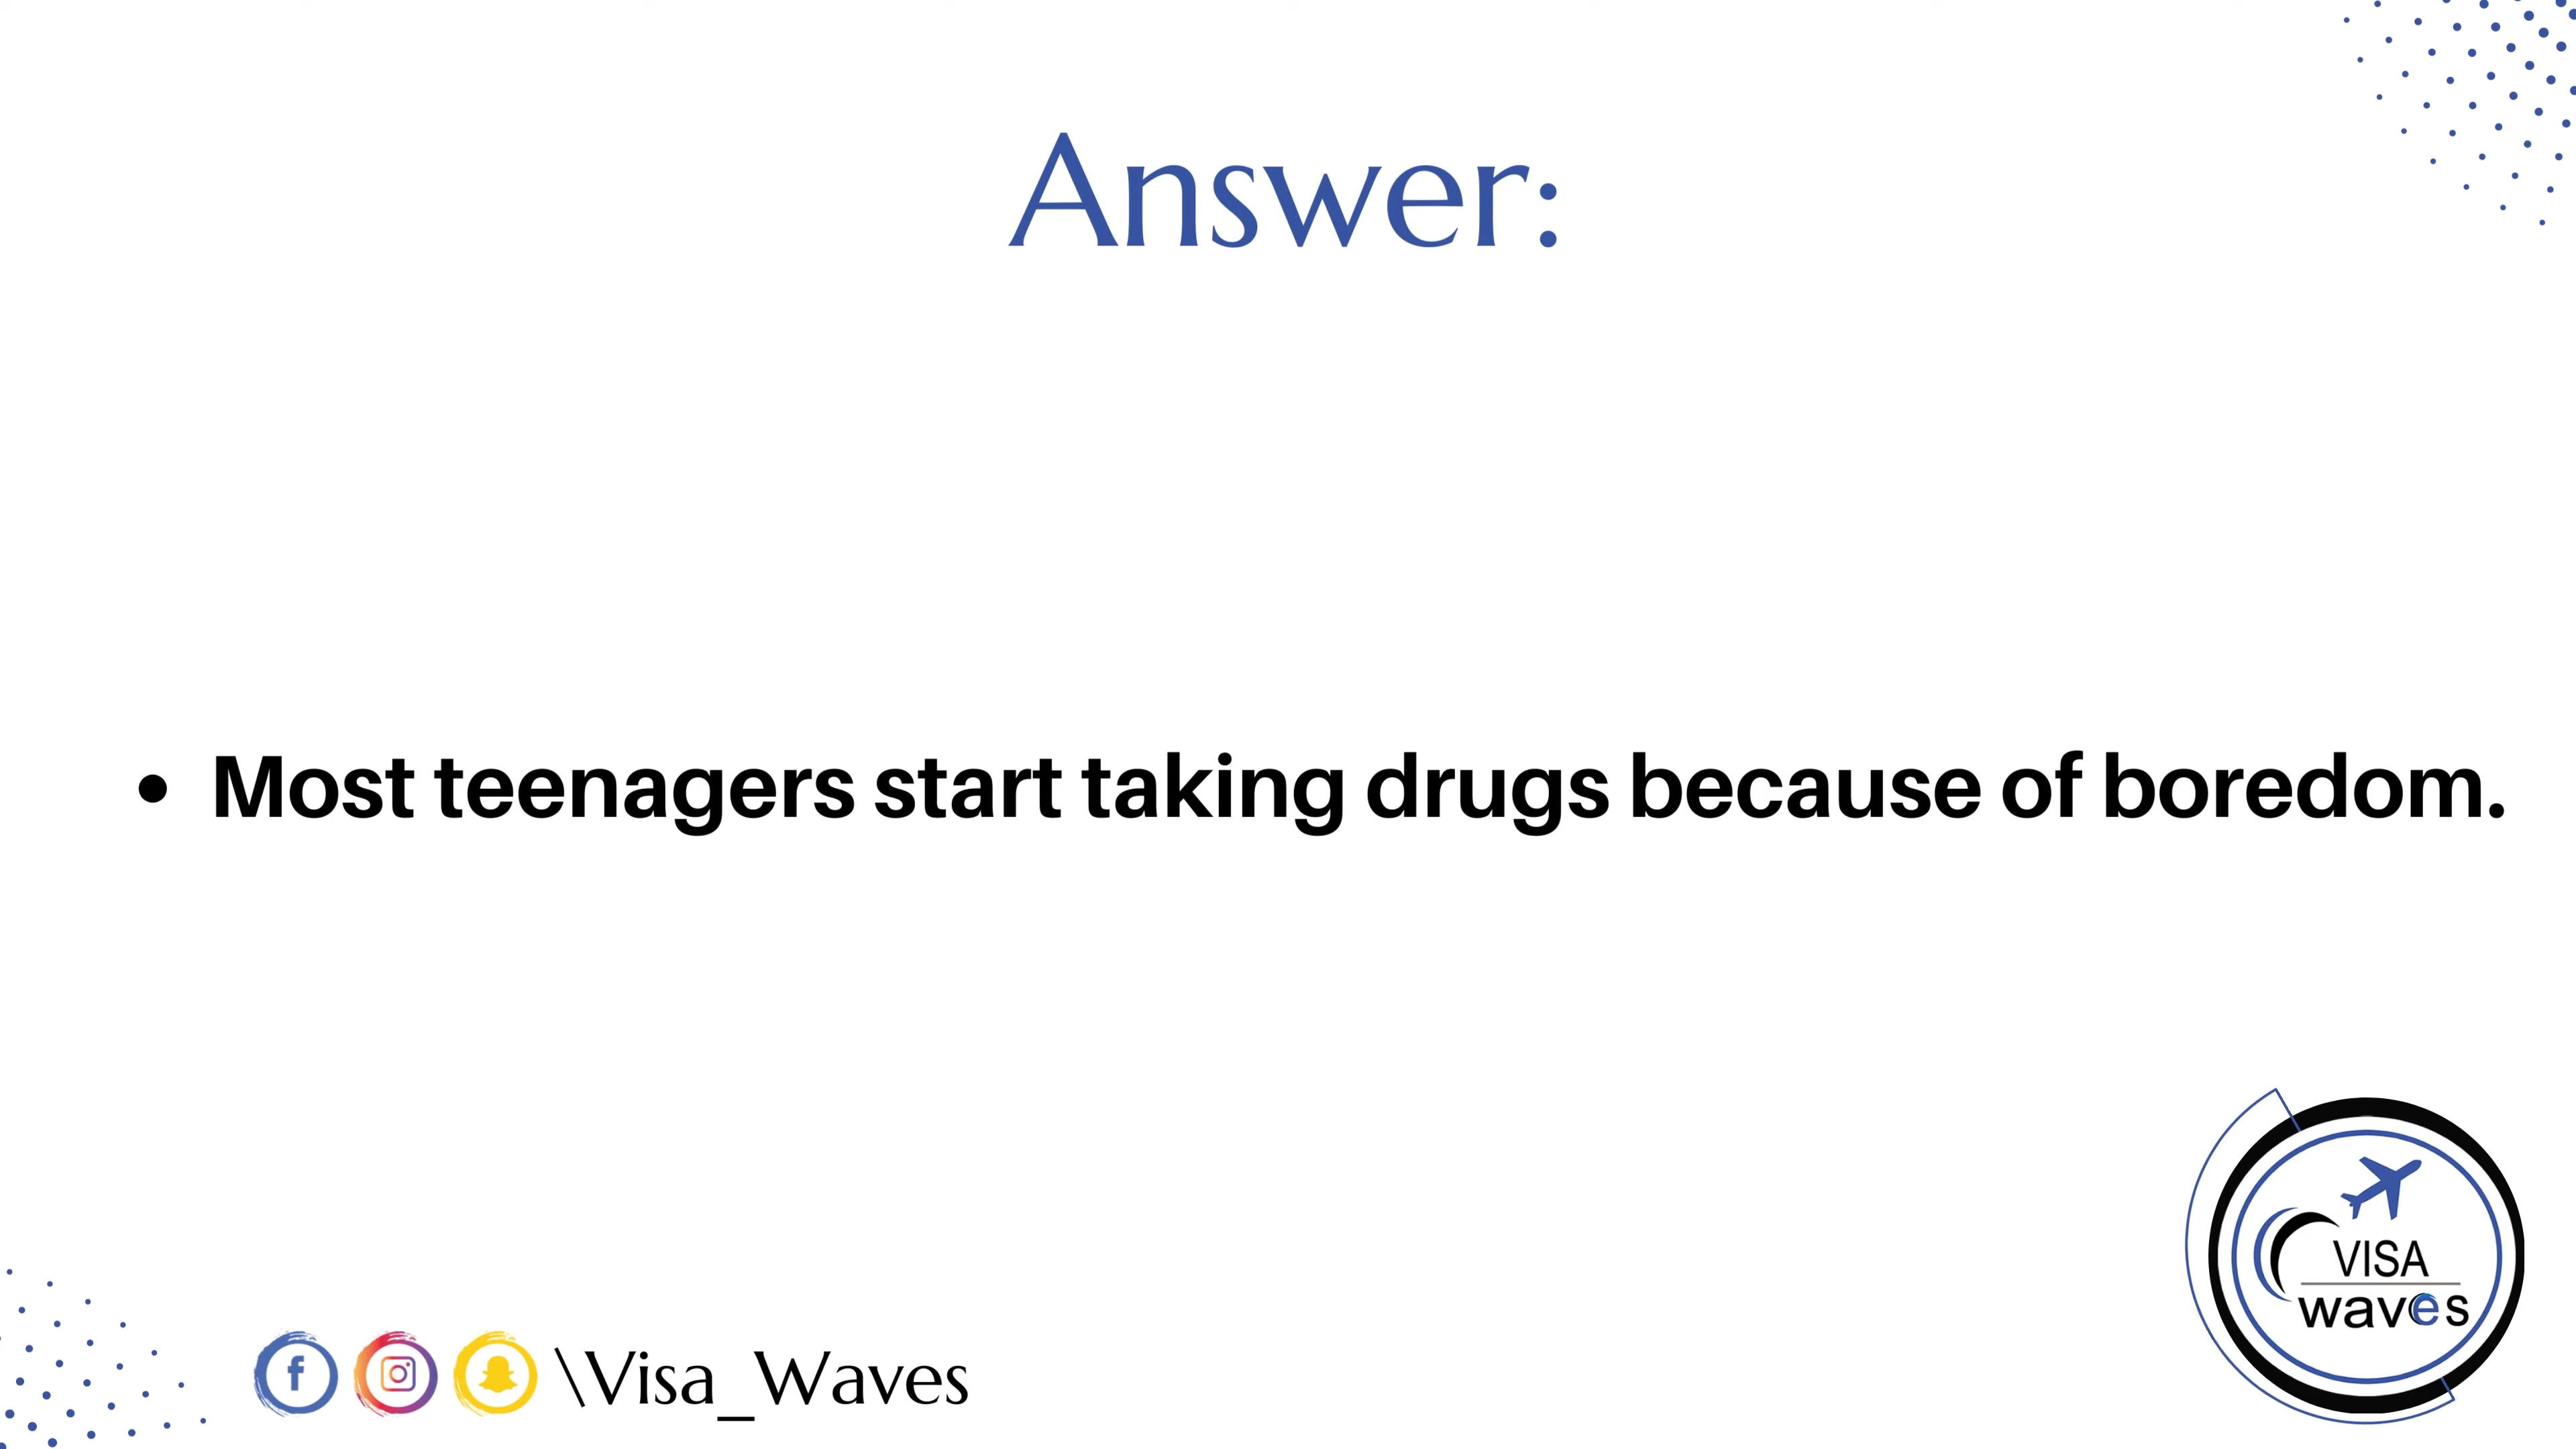 Answer:
• Most teenagers start taking drugs because of boredom.
VISA
waves
\Visa_Waves